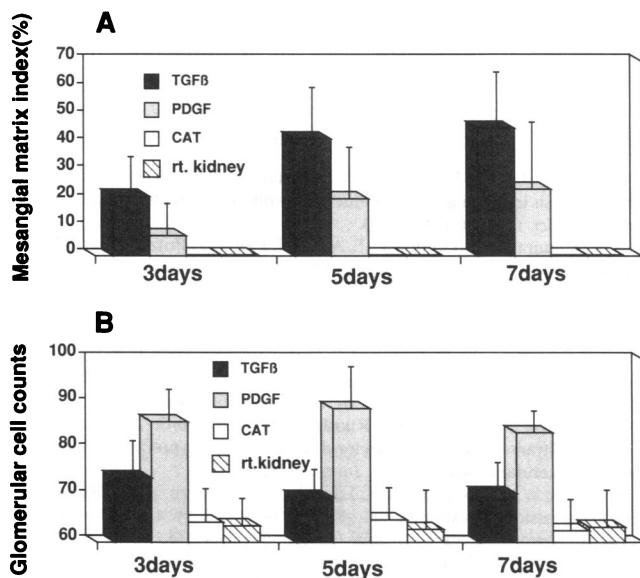 A
Mesangial matrix index(%)
70
60
50
40
30
20
10
0
TGFß
PDGF
CAT
rt. kidney
3days
5days
7days
B
Glomerular cell counts
100
90
80
70
60
TGFß
PDGF
CAT
rt.kidney
3days
5days
7days